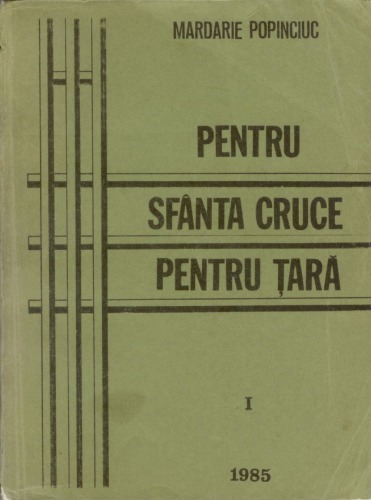 MARDARIE POPINCIUC
PENTRU
SFÂNTA CRUCE
PENTRU ȚARĂ
I
1985